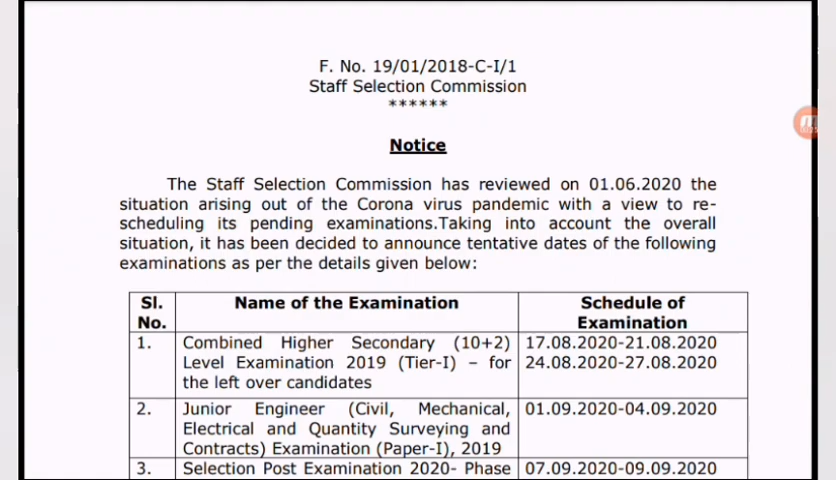 F. No. 19/01/2018-C-I/1
Staff Selection Commission
******
Notice
The Staff Selection Commission has reviewed on 01.06.2020 the
situation arising out of the Corona virus pandemic with a view to re-
scheduling its pending examinations.Taking into account the overall
situation, it has been decided to announce tentative dates of the following
examinations as per the details given below:
Sl. No. Name of the Examination Schedule of Examination
1. Combined Higher Secondary (10+2) 17.08.2020-21.08.2020
Level Examination 2019 (Tier-I) – for 24.08.2020-27.08.2020
the left over candidates
2. Junior Engineer (Civil, Mechanical, 01.09.2020-04.09.2020
Electrical and Quantity Surveying and
Contracts) Examination (Paper-I), 2019
3. Selection Post Examination 2020- Phase 07.09.2020-09.09.2020